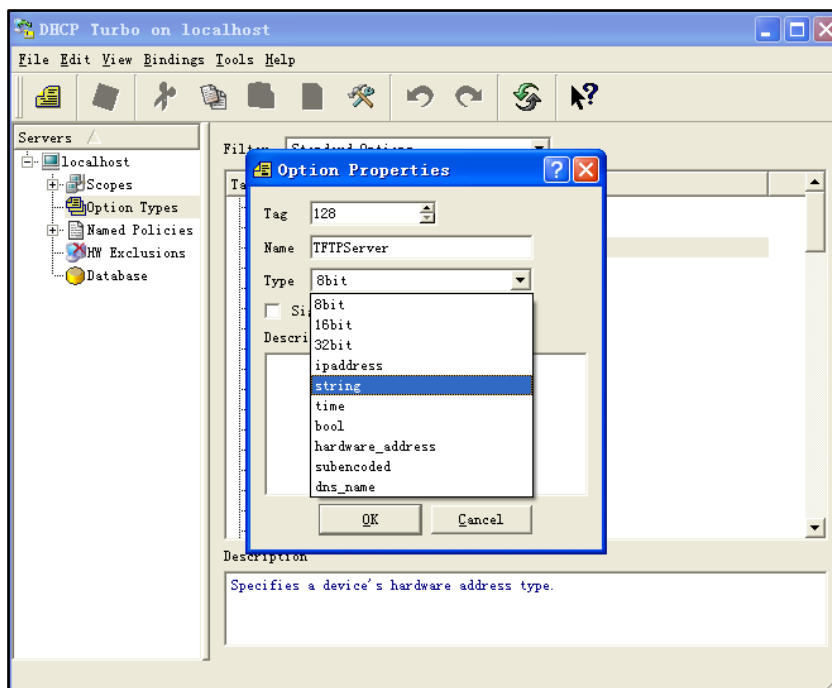 DHCP Turbo on localhost
File Edit View Bindings Tools Help
Servers
localhost
Scopes
Option Types
Named Policies
HW Exclusions
Database
Standard Options
Option Properties
Tag 128
Name TFTPServer
Type 8bit
8bit
16bit
32bit
ipaddress
string
time
bool
hardware_address
subencoded
dns_name
OK Cancel
Description
Specifies a device's hardware address type.